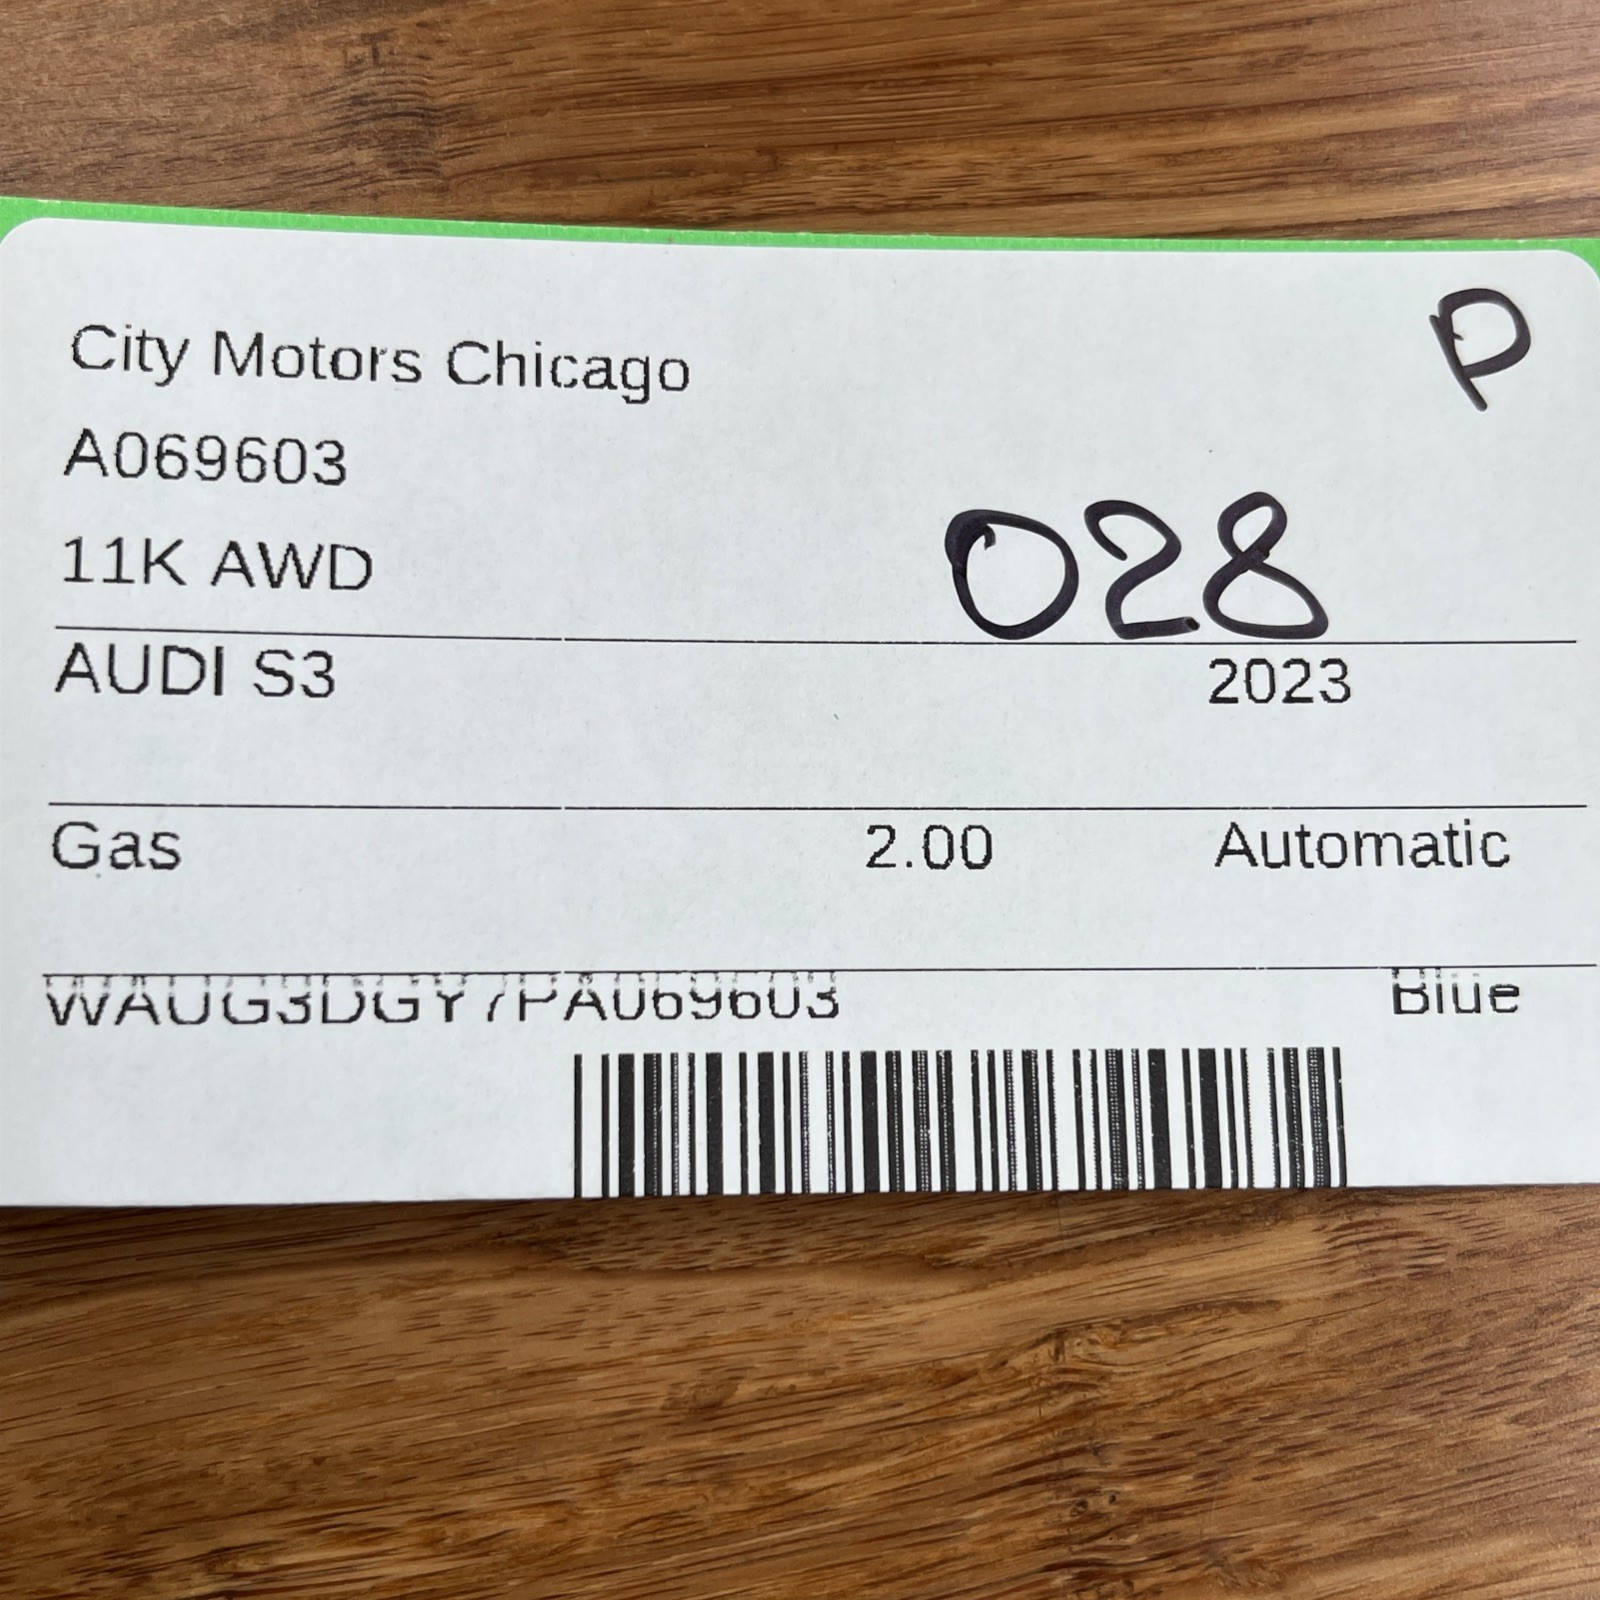 City Motors Chicago
P
A069603
11K AWD
028
AUDI S3 2023
Gas 2.00 Automatic
WAUG3DGY7PA069603 Blue